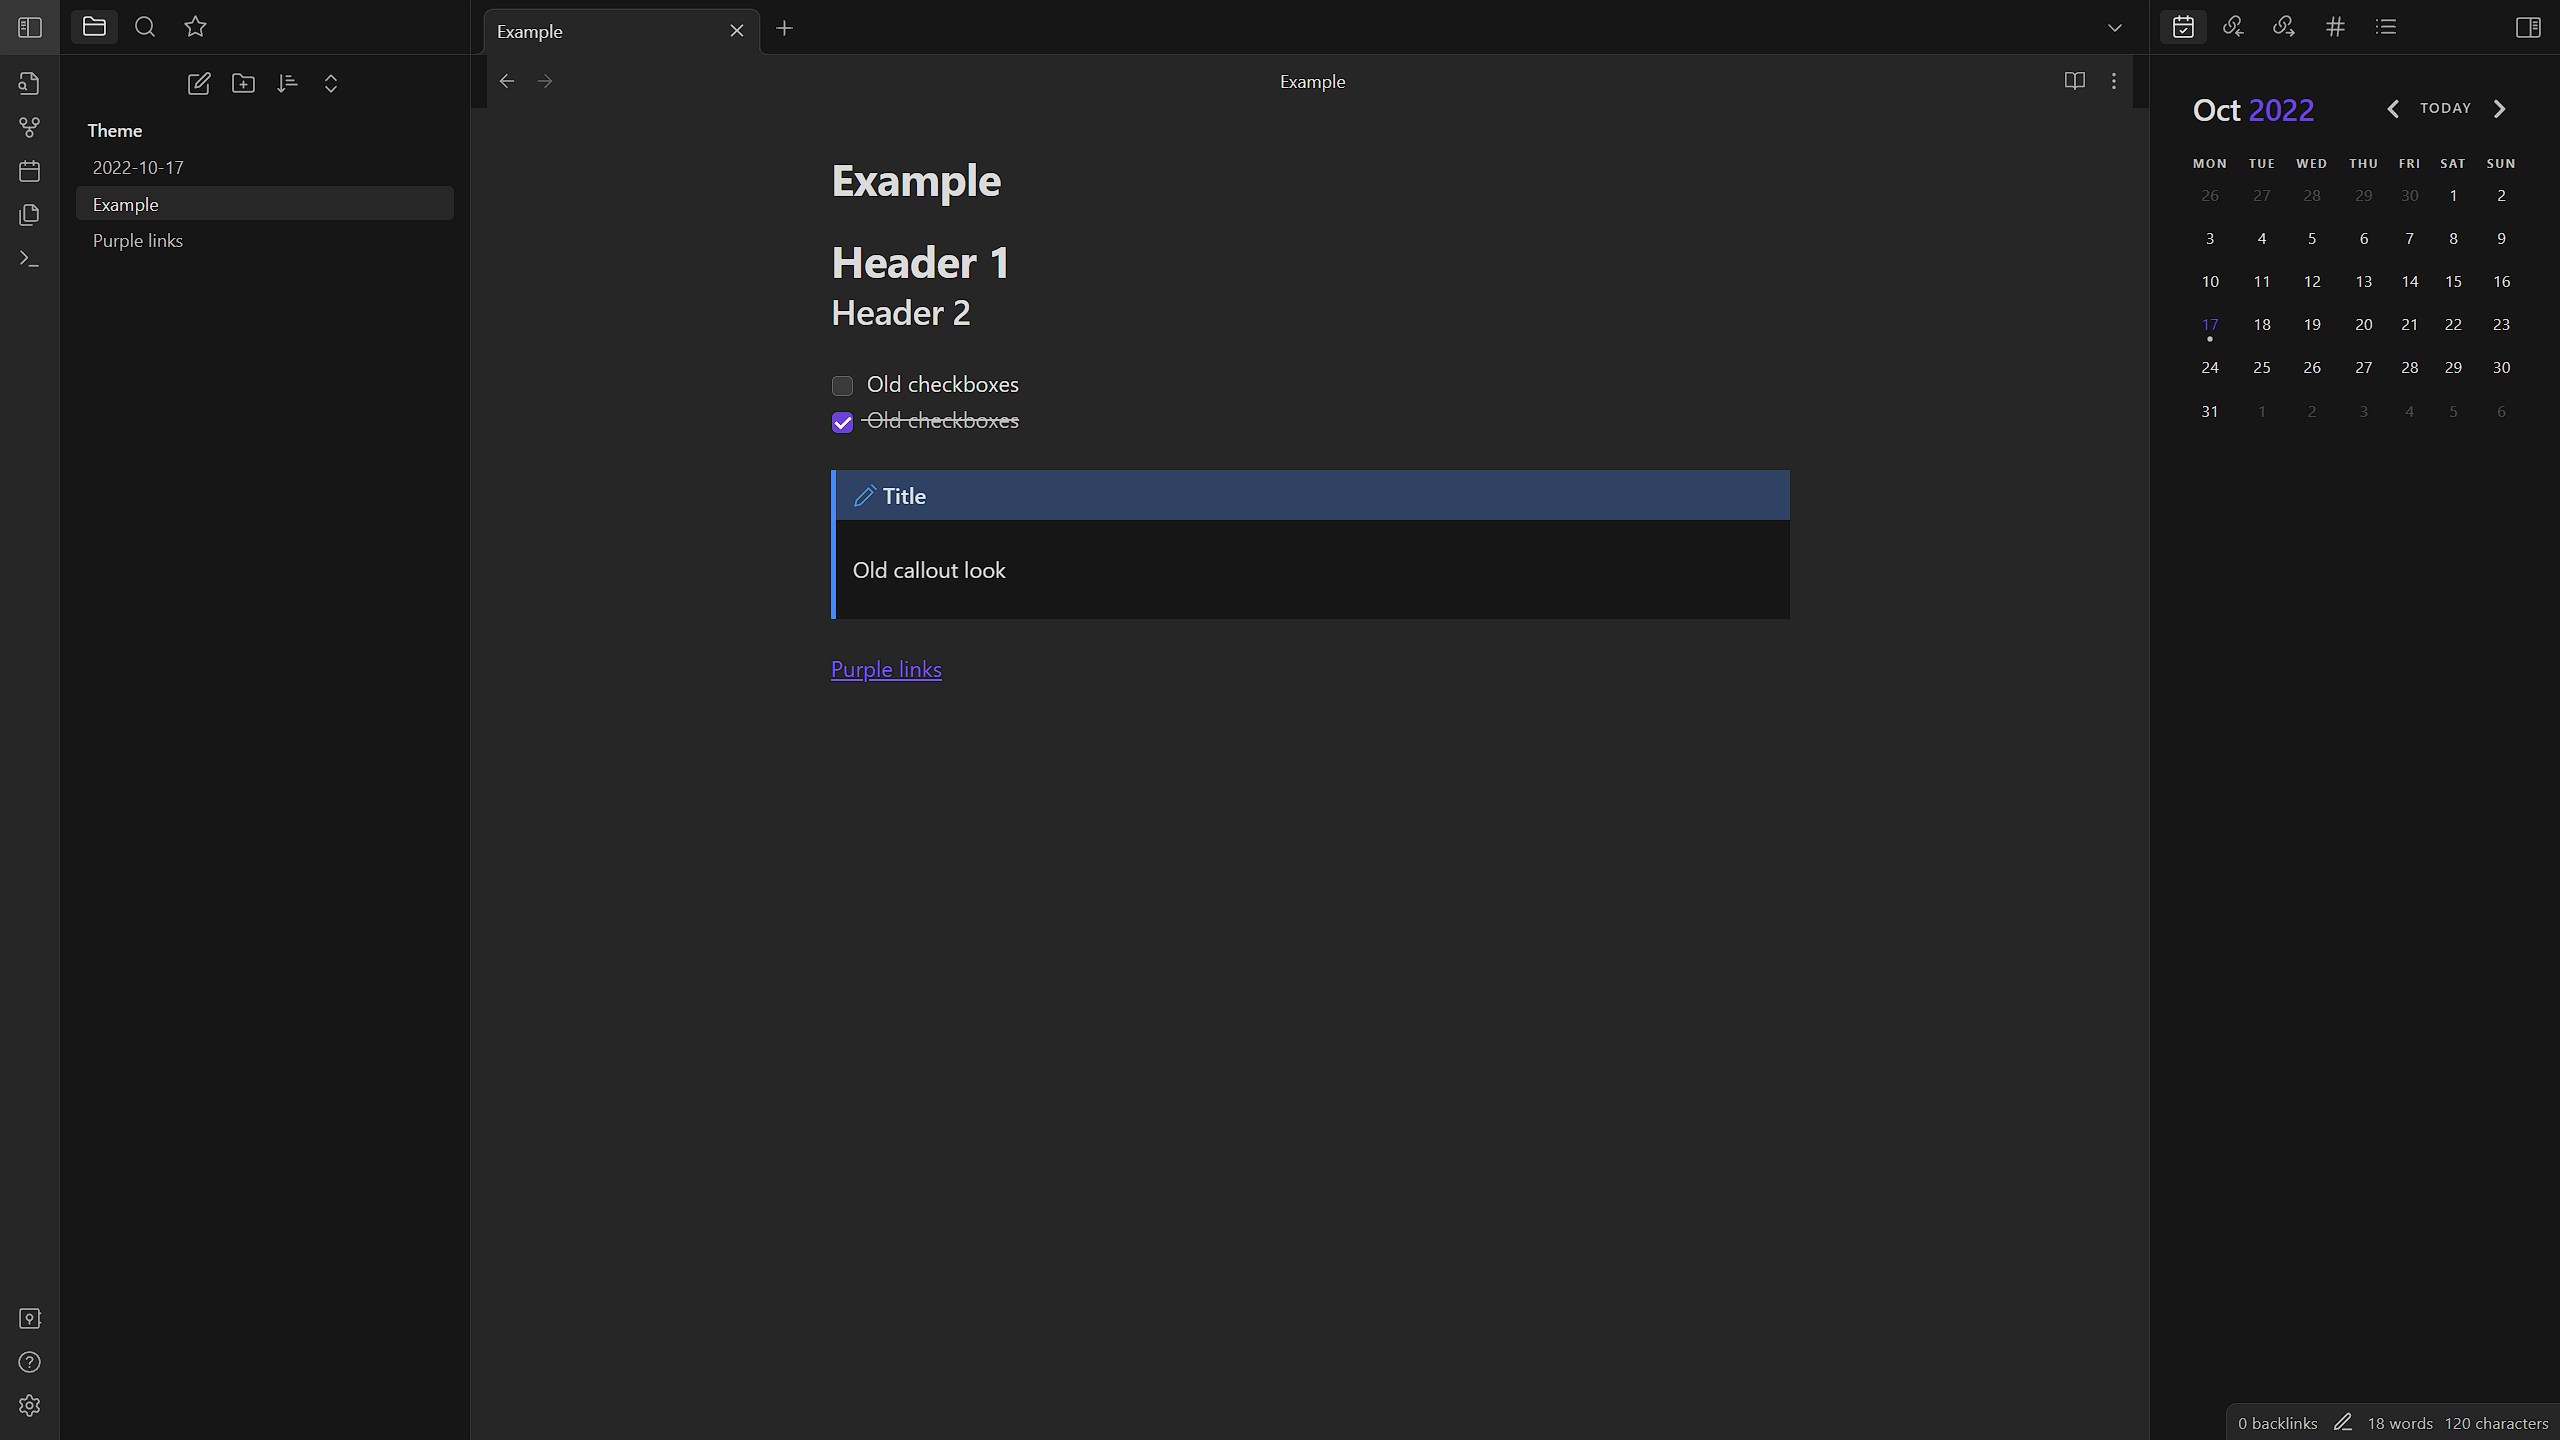 Example
Example
Theme
2022-10-17
Example
Purple links
Example
Header 1
Header 2
Old checkboxes
Old checkboxes
Title
Old callout look
Purple links
Oct 2022
TODAY
MON TUE WED THU FRI SAT SUN
26 27 28 29 30 1 2
3 4 5 6 7 8 9
10 11 12 13 14 15 16
17 18 19 20 21 22 23
24 25 26 27 28 29 30
31 1 2 3 4 5 6
0 backlinks 18 words 120 characters